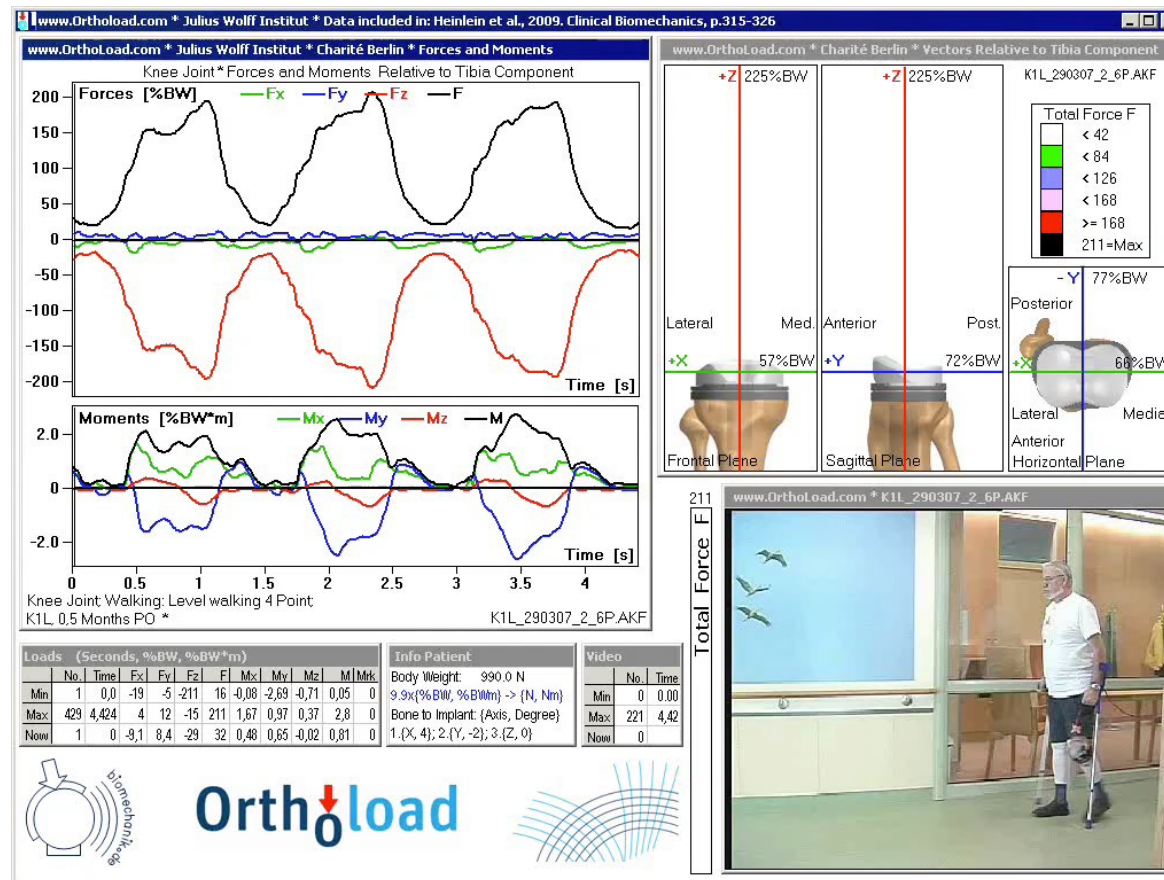 www.Orthoload.com * Julius Wolff Institut * Data included in: Heinlein et al., 2009. Clinical Biomechanics, p.315-326
www.OrthoLoad.com * Julius Wolff Institut * Charité Berlin * Forces and Moments
Knee Joint * Forces and Moments Relative to Tibia Component
Forces [%BW] Fx Fy Fz F
200
150
100
50
0
-50
-100
-150
-200
Time [s]
Moments [%BW*m] Mx My Mz M
2.0
0
-2.0
Time [s]
0 0.5 1 1.5 2 2.5 3 3.5 4
Knee Joint; Walking: Level walking 4 Point;
K1L, 0,5 Months PO * K1L_290307_2_6P.AKF
www.OrthoLoad.com * Charité Berlin * Vectors Relative to Tibia Component
+Z 225%BW
Lateral Med.
+X 57%BW
Frontal Plane
+Z 225%BW
Anterior Post.
+Y 72%BW
Sagittal Plane
K1L_290307_2_6P.AKF
Total Force F
< 42
< 84
< 126
< 168
>= 168
211=Max
-Y 77%BW
Posterior
+X 66%BW
Lateral Media
Anterior
Horizontal Plane
Loads (Seconds, %BW, %BW*m)
No. Time Fx Fy Fz F Mx My Mz M Mrk
Min 1 0,0 -19 -5 -211 16 -0,08 -2,69 -0,71 0,05 0
Max 429 4,424 4 12 -15 211 1,67 0,97 0,37 2,8 0
Now 1 0 -9,1 8,4 -29 32 0,48 0,65 -0,02 0,81 0
Info Patient
Body Weight: 990.0 N
9.9x{%BW, %BWm} -> {N, Nm}
Bone to Implant: {Axis, Degree}
1.{X, 4}; 2.{Y, -2}; 3.{Z, 0}
Video
No. Time
Min 0 0.00
Max 221 4,42
Now 0
211
Total Force F
www.OrthoLoad.com * K1L_290307_2_6P.AKF
biomechanik.de
Orthoload